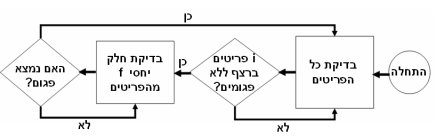 כן
התחלה
בדיקת כל
הפריטים
i פריטים
ברצף ללא
פגומים?
כן
לא
בדיקת חלק
יחסי f
מהפריטים
האם נמצא
פגום?
לא